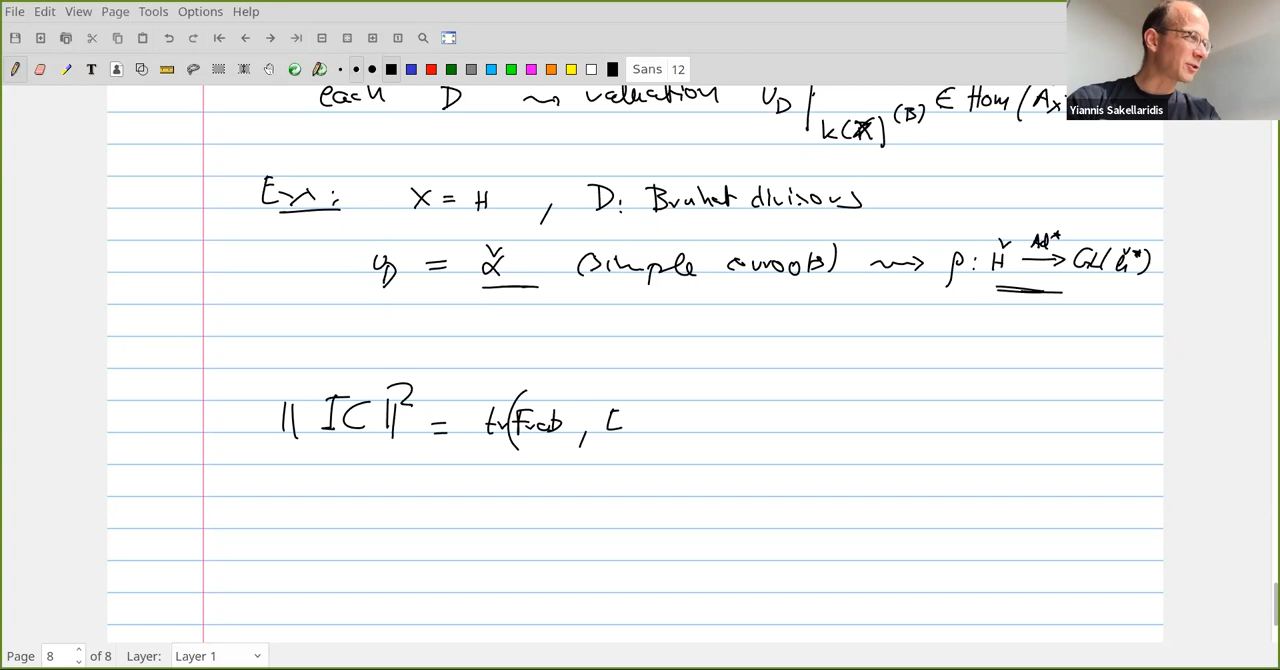 File Edit View Page Tools Options Help
Sans 12
Yiannis Sakellaridis
each D ⇝ valuation v_D |_{k(X)^{(B)}} ∈ Hom(A_X
Ex: X = H , D: Bruhat divisors
v_D = α̌ (simple coroots) ⇝ ρ: Ȟ —Ad*→ GL(ȟ*)
‖ IC ‖² = tr(Frob, [
Page 8 of 8 Layer: Layer 1